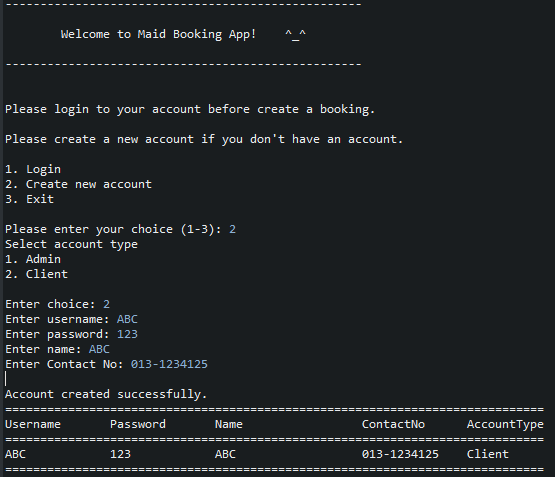 ---------------------------------------------------
Welcome to Maid Booking App!    ^_^
---------------------------------------------------
Please login to your account before create a booking.
Please create a new account if you don't have an account.
1. Login
2. Create new account
3. Exit
Please enter your choice (1-3): 2
Select account type
1. Admin
2. Client
Enter choice: 2
Enter username: ABC
Enter password: 123
Enter name: ABC
Enter Contact No: 013-1234125
Account created successfully.
=============================================================================
Username       Password       Name                 ContactNo      AccountType
=============================================================================
ABC            123            ABC                  013-1234125    Client
=============================================================================